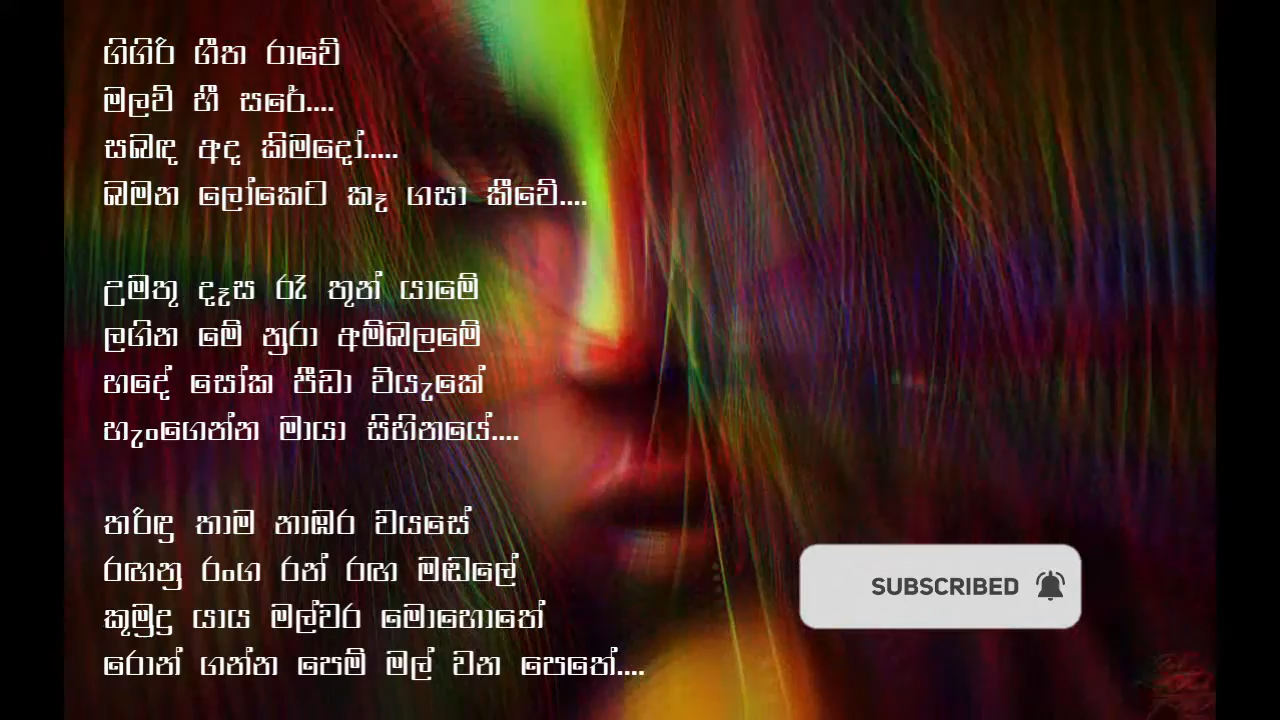 ගිගිරි ගීත රාවේ
මලවි හී සරේ....
සබඳ අද කිමදෝ.....
ඛමන ලෝකෙට කෑ ගසා කීවේ....
උමතු දෑස රෑ තුන් යාමේ
ලගින මේ නුරා අම්බලමේ
හදේ සෝක පීඩා වියැකේ
හැංගෙන්න මායා සිහිනයේ....
තරිඳු තාම නාඹර වයසේ
රඟනු රංග රන් රඟ මඬලේ
කුමුදු යාය මල්වර මොහොතේ
රොන් ගන්න පෙම් මල් වන පෙතේ....
SUBSCRIBED